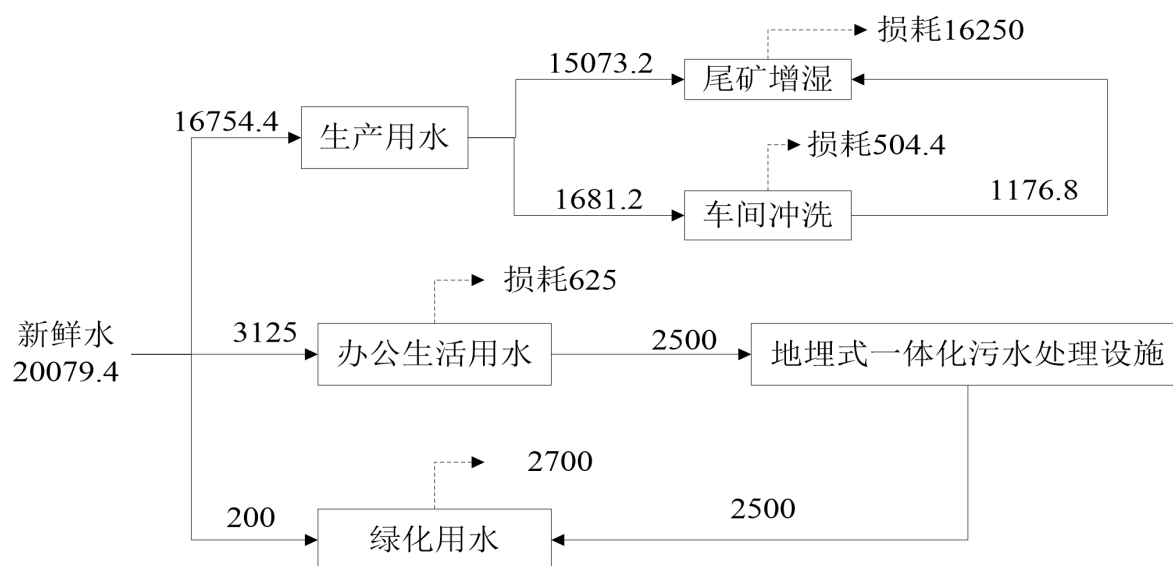 损耗16250
15073.2
尾矿增湿
16754.4
生产用水
损耗504.4
1681.2
车间冲洗
1176.8
损耗625
新鲜水
20079.4
3125
办公生活用水
2500
地埋式一体化污水处理设施
2700
200
绿化用水
2500